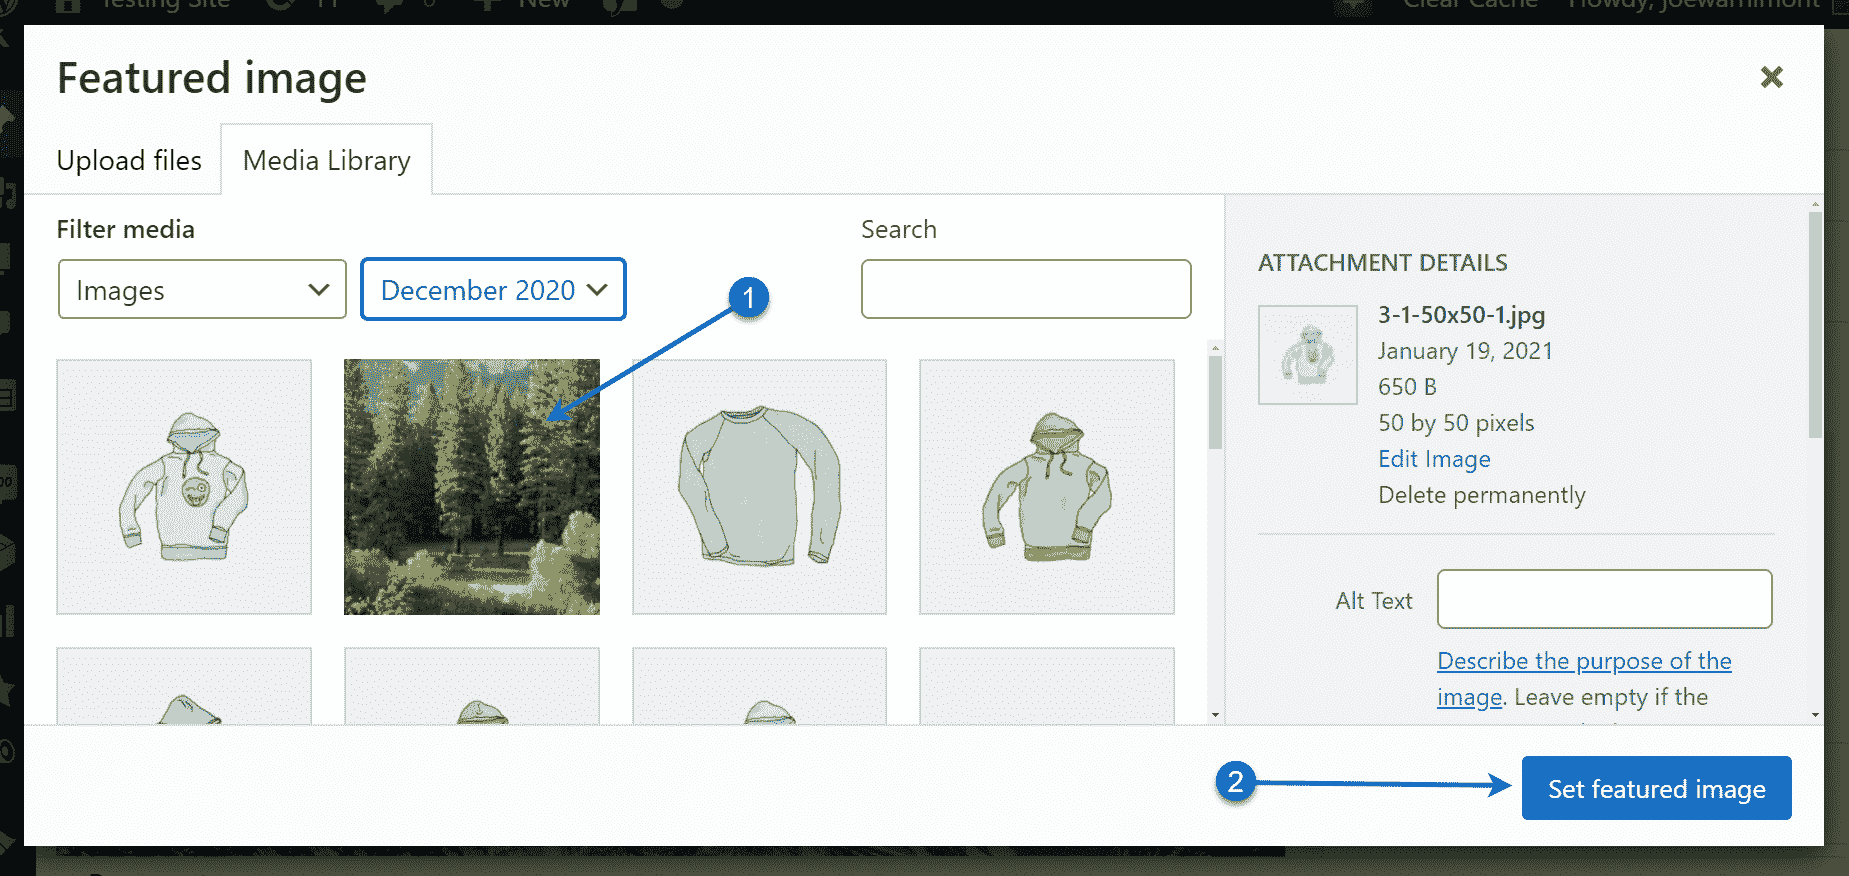 Testing Site
11
0
New
Clear Cache
Howdy, joewarnimont
Featured image
Upload files
Media Library
Filter media
Search
Images
December 2020
1
ATTACHMENT DETAILS
3-1-50x50-1.jpg
January 19, 2021
650 B
50 by 50 pixels
Edit Image
Delete permanently
Alt Text
Describe the purpose of the
image. Leave empty if the
2
Set featured image